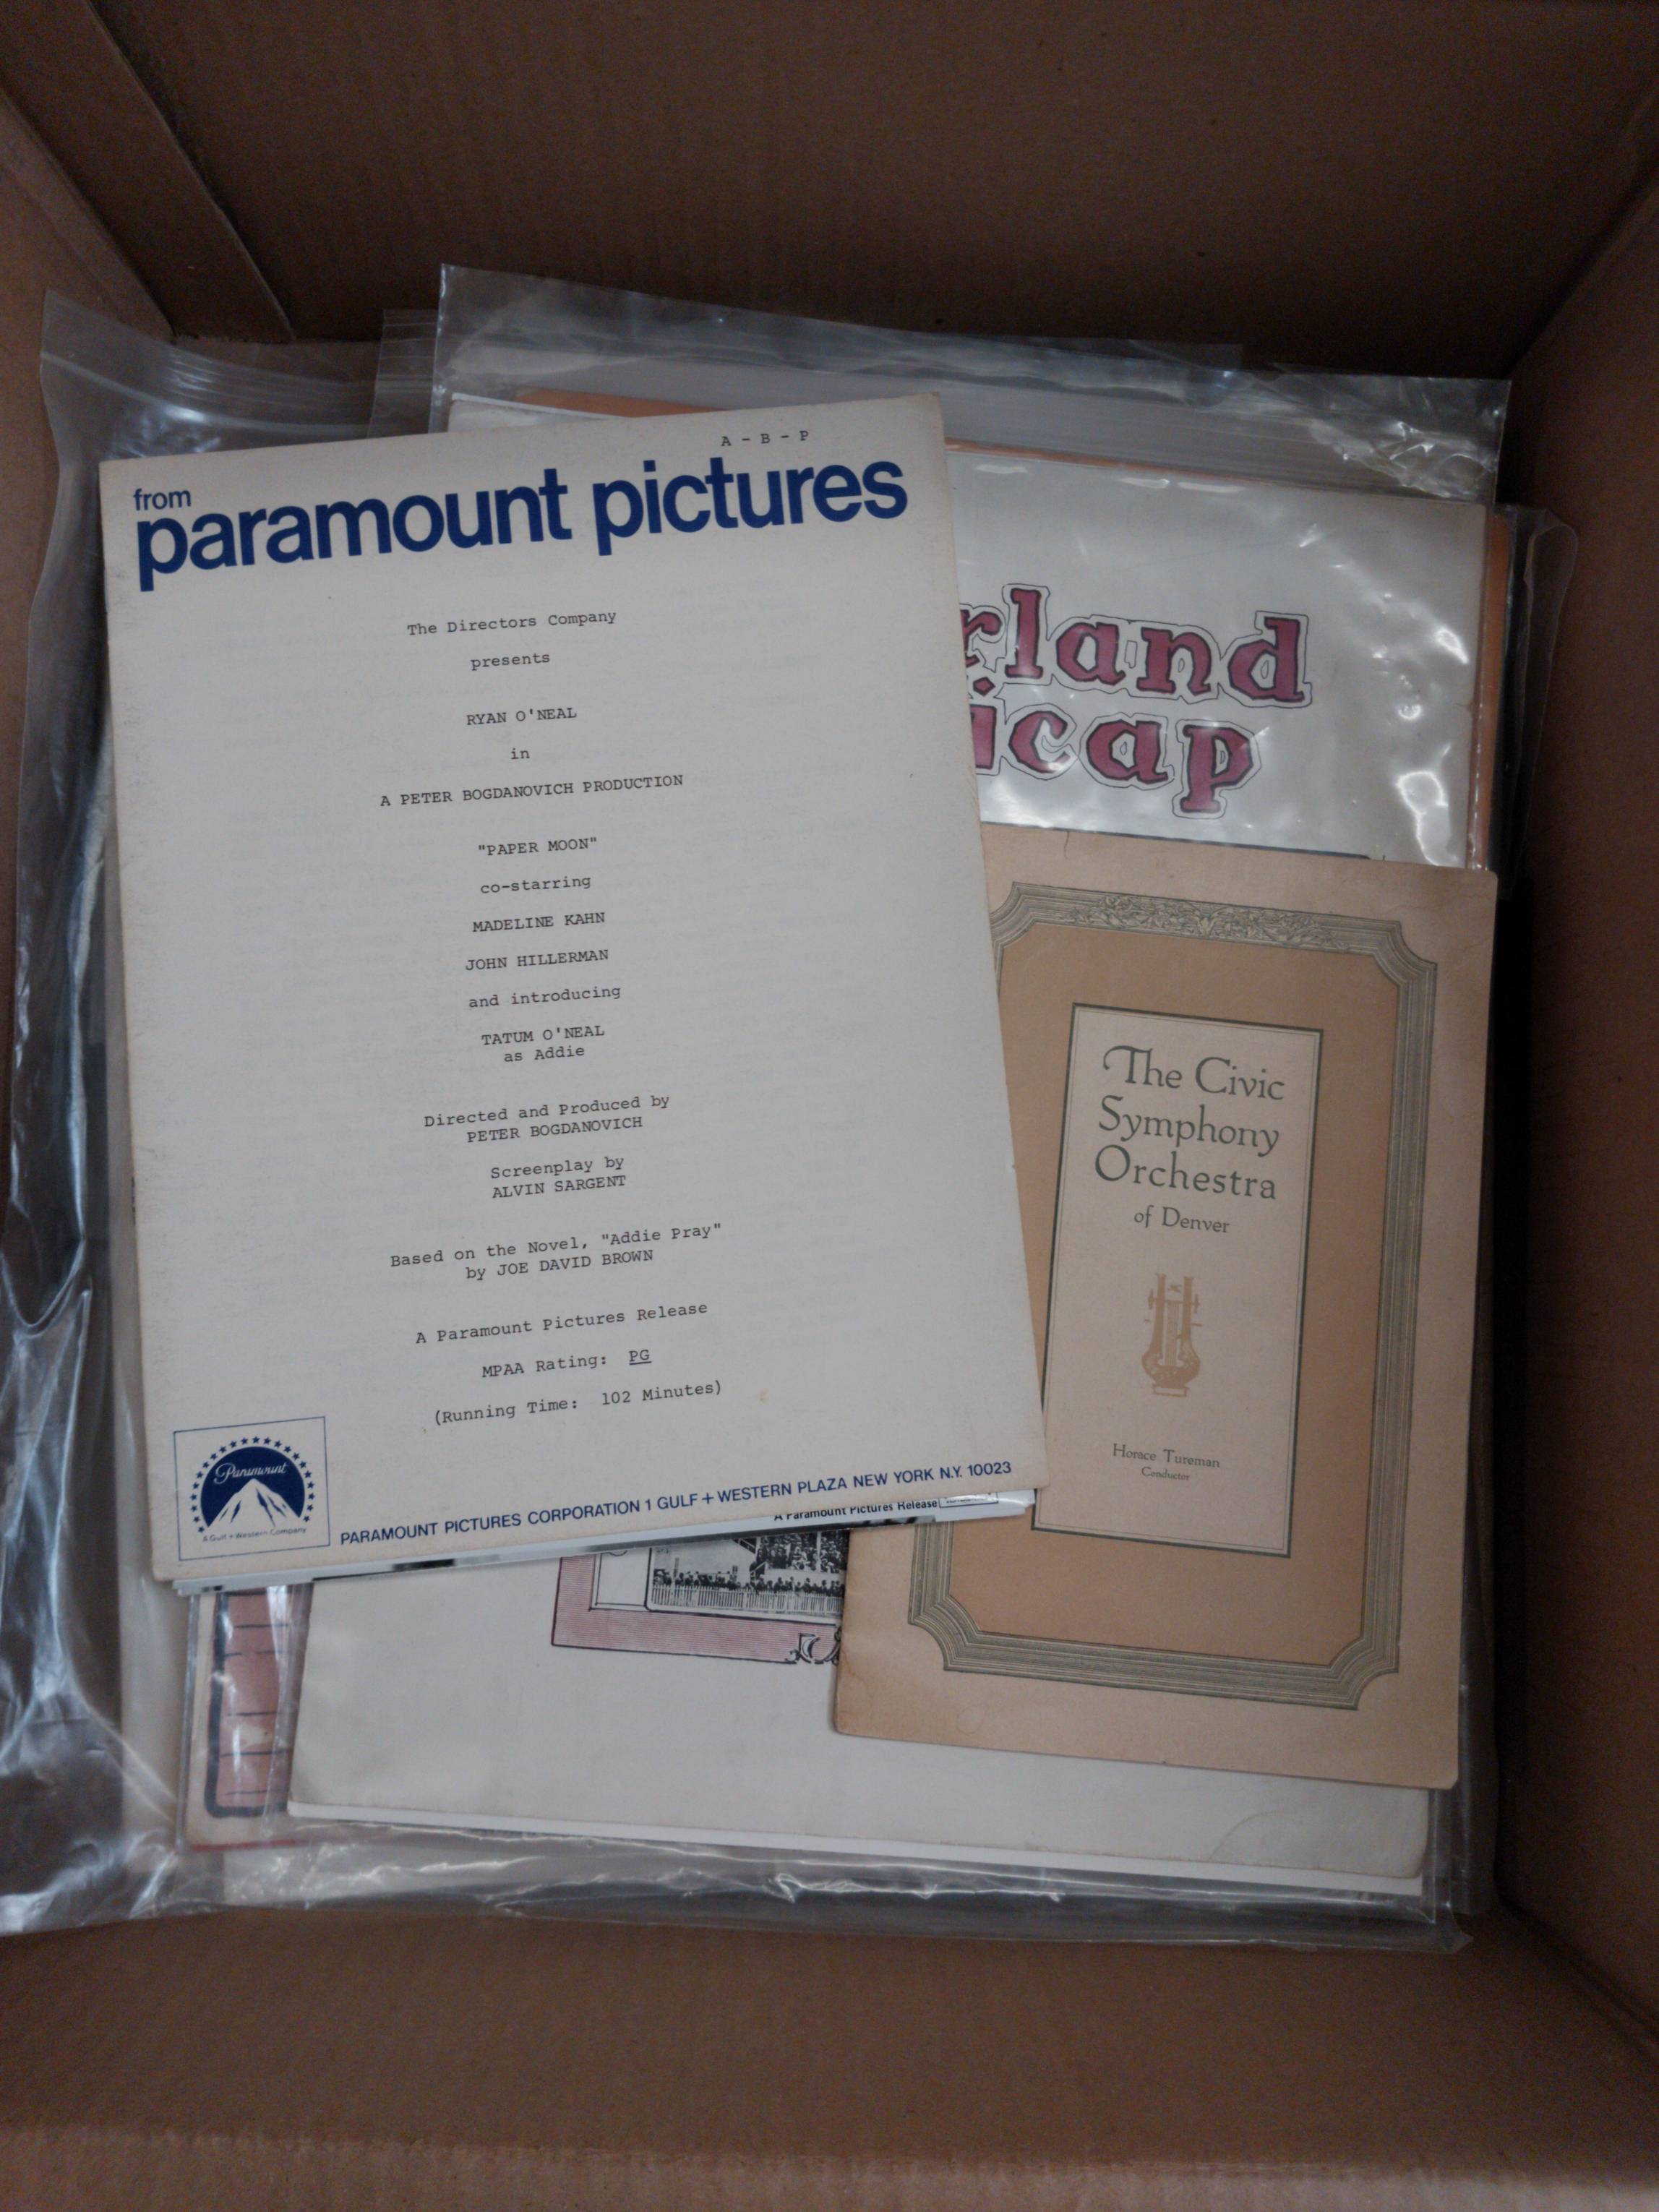 A - B - P
from
paramount pictures
The Directors Company
presents
RYAN O'NEAL
in
A PETER BOGDANOVICH PRODUCTION
"PAPER MOON"
co-starring
MADELINE KAHN
JOHN HILLERMAN
and introducing
TATUM O'NEAL
as Addie
Directed and Produced by
PETER BOGDANOVICH
Screenplay by
ALVIN SARGENT
Based on the Novel, "Addie Pray"
by JOE DAVID BROWN
A Paramount Pictures Release
MPAA Rating: PG
(Running Time: 102 Minutes)
Paramount
A Gulf+Western Company
PARAMOUNT PICTURES CORPORATION 1 GULF + WESTERN PLAZA NEW YORK N.Y. 10023
A Paramount Pictures Release
rland
icap
The Civic
Symphony
Orchestra
of Denver
Horace Tureman
Conductor